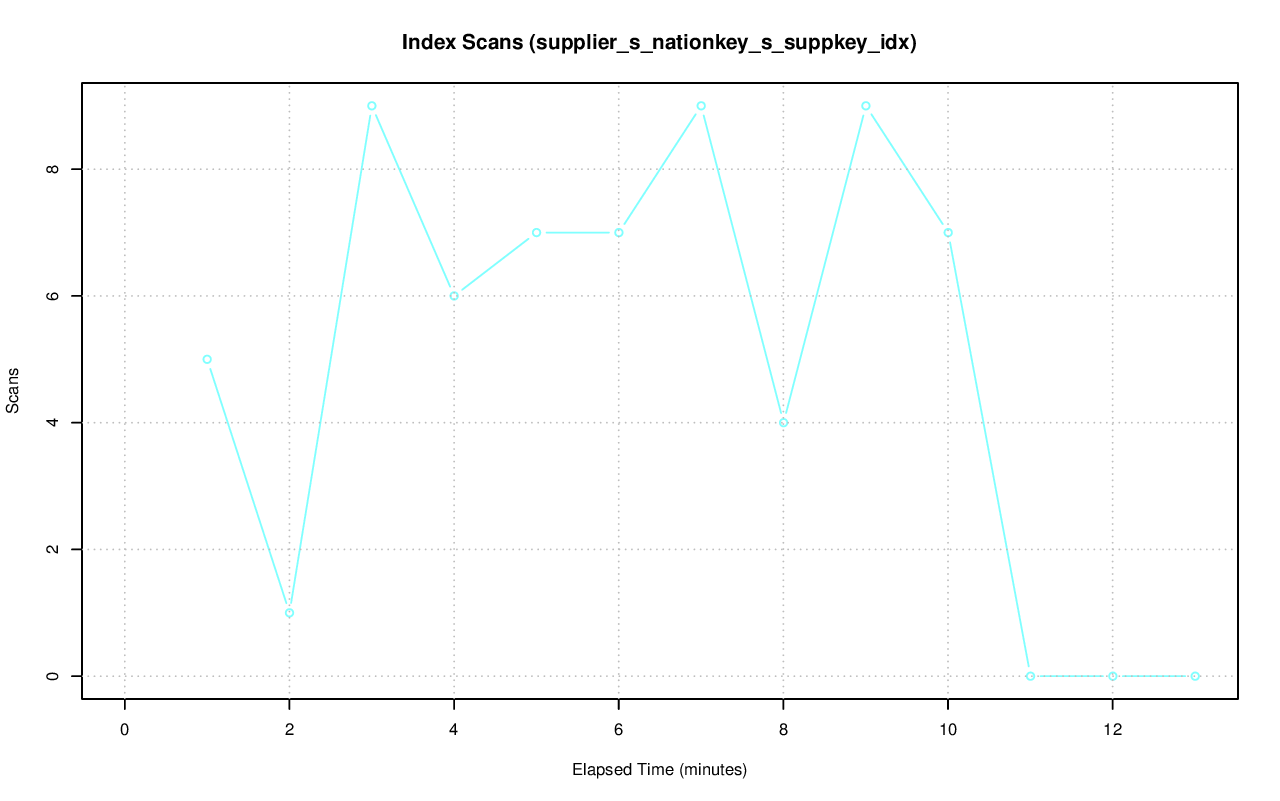 Index Scans (supplier_s_nationkey_s_suppkey_idx)
Scans
8
6
4
2
0
0 2 4 6 8 10 12
Elapsed Time (minutes)